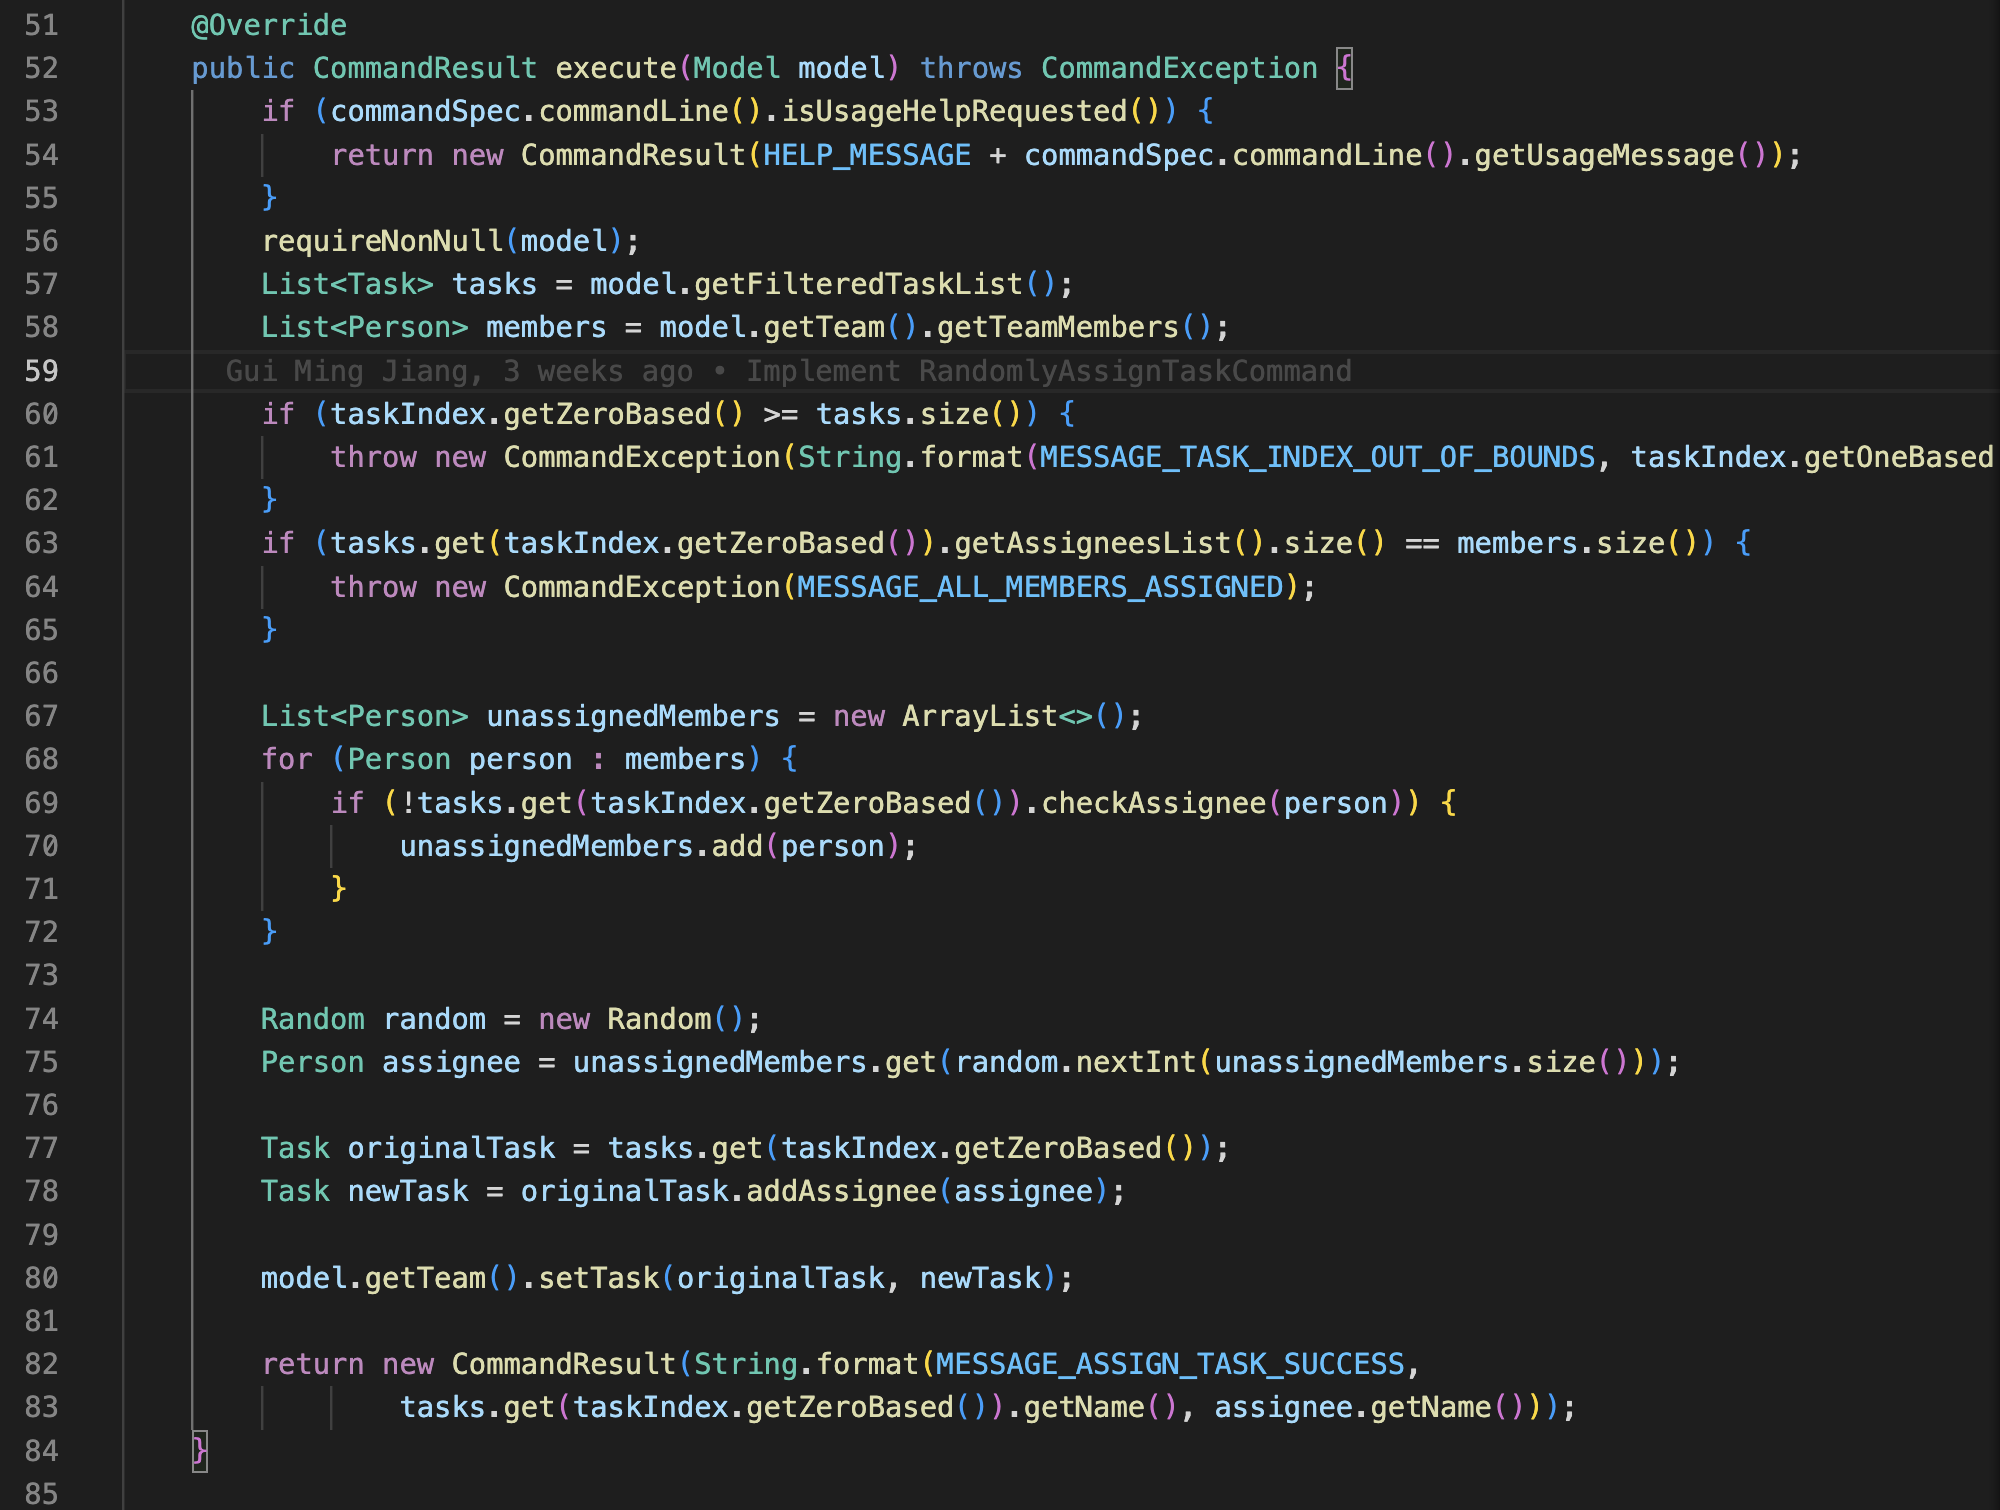 51 @Override
52 public CommandResult execute(Model model) throws CommandException {
53 if (commandSpec.commandLine().isUsageHelpRequested()) {
54 return new CommandResult(HELP_MESSAGE + commandSpec.commandLine().getUsageMessage());
55 }
56 requireNonNull(model);
57 List<Task> tasks = model.getFilteredTaskList();
58 List<Person> members = model.getTeam().getTeamMembers();
59 Gui Ming Jiang, 3 weeks ago • Implement RandomlyAssignTaskCommand
60 if (taskIndex.getZeroBased() >= tasks.size()) {
61 throw new CommandException(String.format(MESSAGE_TASK_INDEX_OUT_OF_BOUNDS, taskIndex.getOneBased
62 }
63 if (tasks.get(taskIndex.getZeroBased()).getAssigneesList().size() == members.size()) {
64 throw new CommandException(MESSAGE_ALL_MEMBERS_ASSIGNED);
65 }
66
67 List<Person> unassignedMembers = new ArrayList<>();
68 for (Person person : members) {
69 if (!tasks.get(taskIndex.getZeroBased()).checkAssignee(person)) {
70 unassignedMembers.add(person);
71 }
72 }
73
74 Random random = new Random();
75 Person assignee = unassignedMembers.get(random.nextInt(unassignedMembers.size()));
76
77 Task originalTask = tasks.get(taskIndex.getZeroBased());
78 Task newTask = originalTask.addAssignee(assignee);
79
80 model.getTeam().setTask(originalTask, newTask);
81
82 return new CommandResult(String.format(MESSAGE_ASSIGN_TASK_SUCCESS,
83 tasks.get(taskIndex.getZeroBased()).getName(), assignee.getName()));
84 }
85